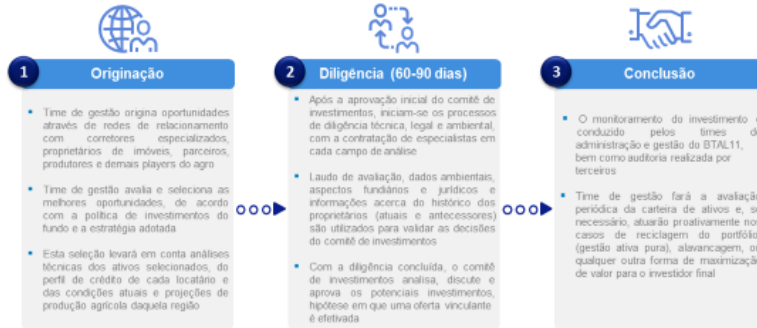 1
Originação
Time de gestão origina oportunidades
através de redes de relacionamento
com corretores especializados,
proprietários de imóveis, parceiros,
produtores e demais players do agro
Time de gestão avalia e seleciona as
melhores oportunidades, de acordo
com a política de investimentos do
fundo e a estratégia adotada
Esta seleção levará em conta análises
técnicas dos ativos selecionados, do
perfil de crédito de cada locatário e
das condições atuais e projeções de
produção agrícola daquela região
2
Diligência (60-90 dias)
Após a aprovação inicial do comitê de
investimentos, iniciam-se os processos
de diligência técnica, legal e ambiental,
com a contratação de especialistas em
cada campo de análise
Laudo de avaliação, dados ambientais,
aspectos fundiários e jurídicos e
informações acerca do histórico dos
proprietários (atuais e antecessores)
são utilizados para validar as decisões
do comitê de investimentos
Com a diligência concluída, o comitê
de investimentos analisa, discute e
aprova os potenciais investimentos,
hipótese em que uma oferta vinculante
é efetivada
3
Conclusão
O monitoramento do investimento
conduzido pelos times
administração e gestão do BTAL11,
bem como auditoria realizada por
terceiros
Time de gestão fará a avaliação
periódica da carteira de ativos e,
necessário, atuarão proativamente
casos de reciclagem do portfólio
(gestão ativa pura), alavancagem,
qualquer outra forma de maximização
de valor para o investidor final